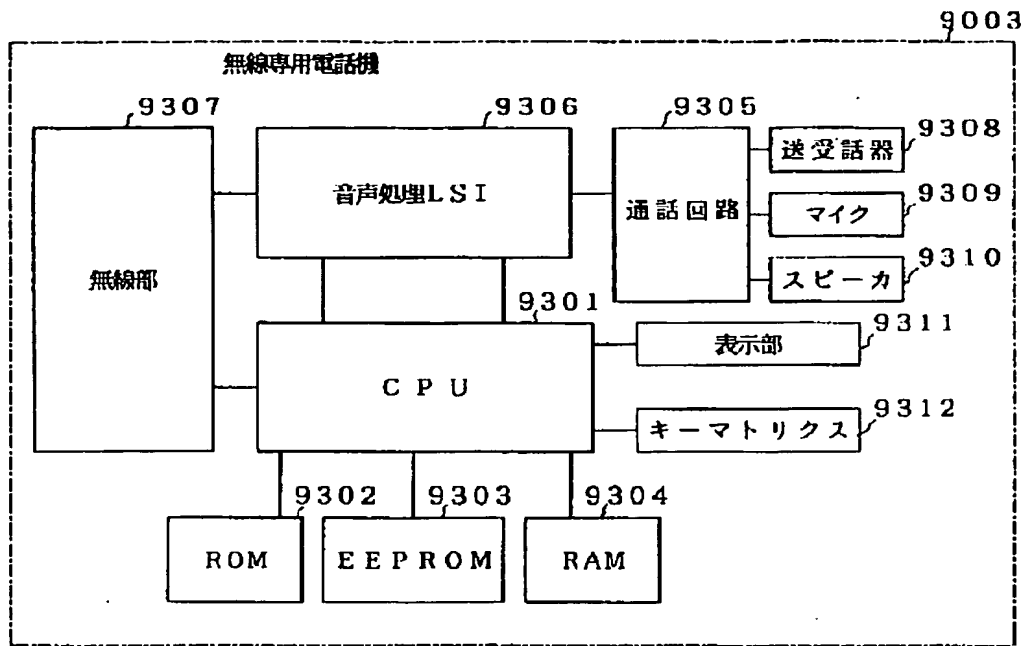 9003
無線専用電話機
9307
9306
9305
9308
送受話器
音声処理LSI
通話回路
9309
マイク
無線部
9310
スピーカ
9301
9311
表示部
CPU
9312
キーマトリクス
9302
9303
9304
ROM
EEPROM
RAM